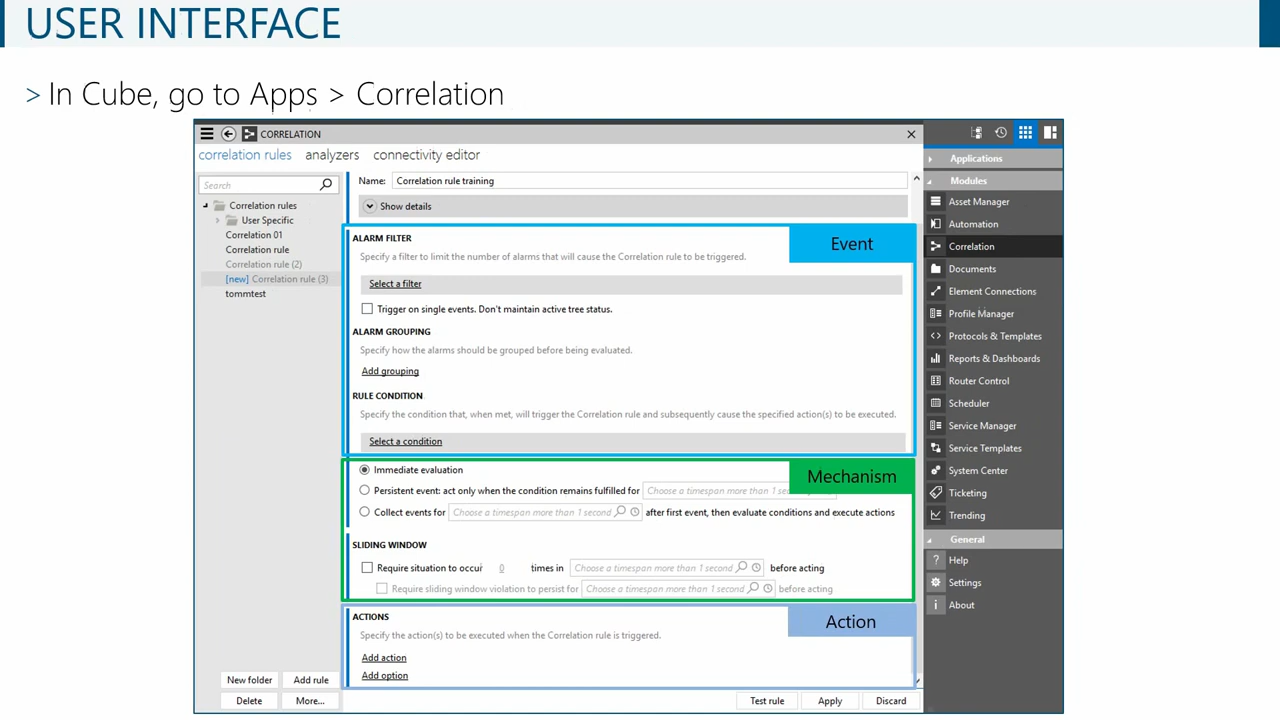 USER INTERFACE
> In Cube, go to Apps > Correlation
CORRELATION
correlation rules analyzers connectivity editor
Search
Correlation rules
User Specific
Correlation 01
Correlation rule
Correlation rule (2)
[new] Correlation rule (3)
tommtest
New folder Add rule
Delete More...
Name: Correlation rule training
Show details
Event
ALARM FILTER
Specify a filter to limit the number of alarms that will cause the Correlation rule to be triggered.
Select a filter
Trigger on single events. Don't maintain active tree status.
ALARM GROUPING
Specify how the alarms should be grouped before being evaluated.
Add grouping
RULE CONDITION
Specify the condition that, when met, will trigger the Correlation rule and subsequently cause the specified action(s) to be executed.
Select a condition
Mechanism
Immediate evaluation
Persistent event: act only when the condition remains fulfilled for Choose a timespan more than 1
Collect events for Choose a timespan more than 1 second after first event, then evaluate conditions and execute actions
SLIDING WINDOW
Require situation to occur 0 times in Choose a timespan more than 1 second before acting
Require sliding window violation to persist for Choose a timespan more than 1 second before acting
Action
ACTIONS
Specify the action(s) to be executed when the Correlation rule is triggered.
Add action
Add option
Test rule Apply Discard
Applications
Modules
Asset Manager
Automation
Correlation
Documents
Element Connections
Profile Manager
Protocols & Templates
Reports & Dashboards
Router Control
Scheduler
Service Manager
Service Templates
System Center
Ticketing
Trending
General
Help
Settings
About